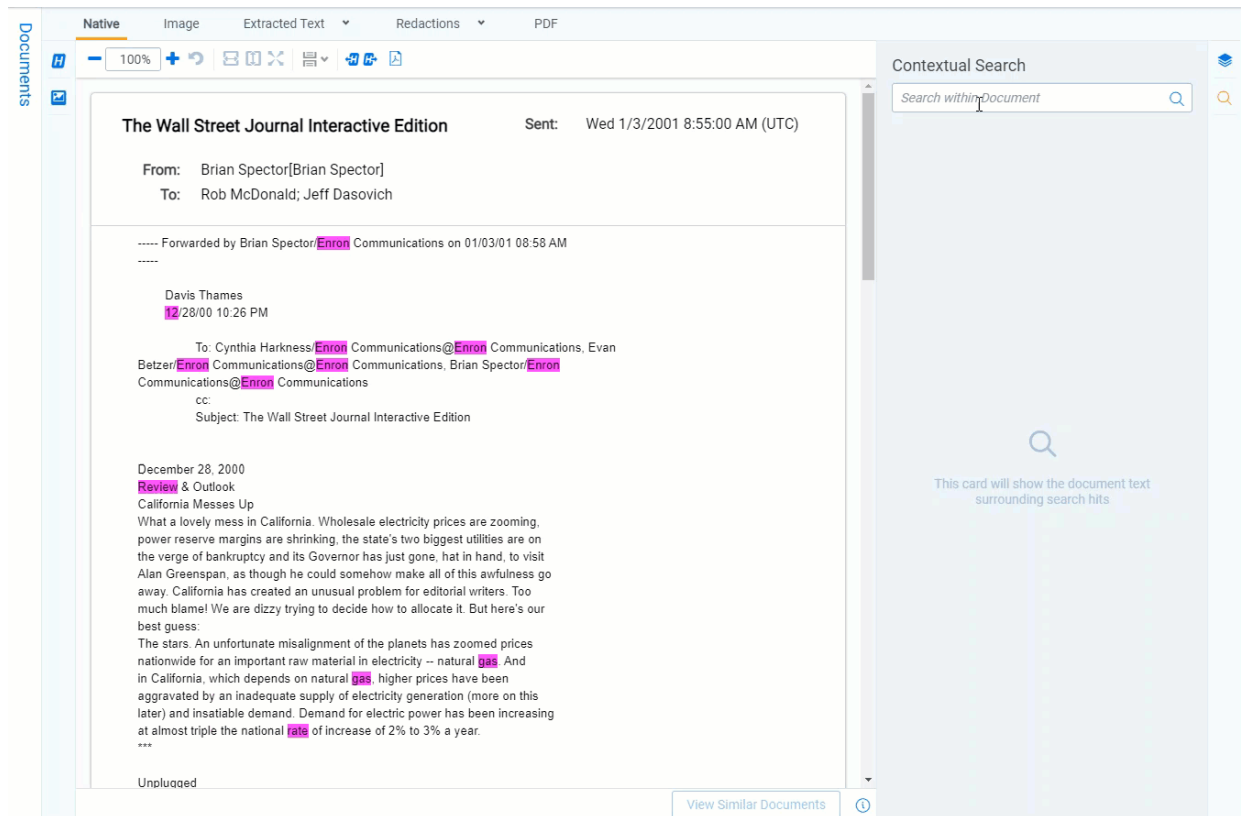 Documents
Native Image Extracted Text Redactions PDF
100%
The Wall Street Journal Interactive Edition Sent: Wed 1/3/2001 8:55:00 AM (UTC)
From: Brian Spector[Brian Spector]
To: Rob McDonald; Jeff Dasovich
----- Forwarded by Brian Spector/Enron Communications on 01/03/01 08:58 AM
-----
Davis Thames
12/28/00 10:26 PM
To: Cynthia Harkness/Enron Communications@Enron Communications, Evan
Betzer/Enron Communications@Enron Communications, Brian Spector/Enron
Communications@Enron Communications
cc:
Subject: The Wall Street Journal Interactive Edition
December 28, 2000
Review & Outlook
California Messes Up
What a lovely mess in California. Wholesale electricity prices are zooming,
power reserve margins are shrinking, the state's two biggest utilities are on
the verge of bankruptcy and its Governor has just gone, hat in hand, to visit
Alan Greenspan, as though he could somehow make all of this awfulness go
away. California has created an unusual problem for editorial writers. Too
much blame! We are dizzy trying to decide how to allocate it. But here's our
best guess:
The stars. An unfortunate misalignment of the planets has zoomed prices
nationwide for an important raw material in electricity -- natural gas. And
in California, which depends on natural gas, higher prices have been
aggravated by an inadequate supply of electricity generation (more on this
later) and insatiable demand. Demand for electric power has been increasing
at almost triple the national rate of increase of 2% to 3% a year.
***
Unplugged
View Similar Documents
Contextual Search
Search within Document
This card will show the document text
surrounding search hits